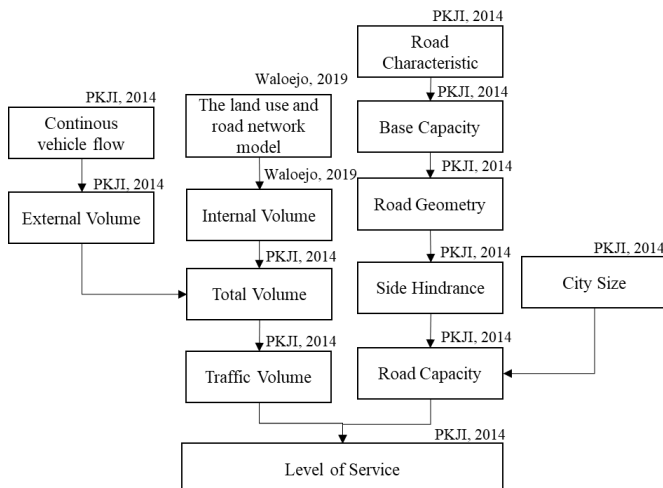 PKJI, 2014
Road
Characteristic
Waloejo, 2019
PKJI, 2014
The land use and
road network
model
PKJI, 2014
Continous
vehicle flow
Base Capacity
PKJI, 2014
Waloejo, 2019
PKJI, 2014
External Volume
Internal Volume
Road Geometry
PKJI, 2014
PKJI, 2014
PKJI, 2014
Total Volume
Side Hindrance
City Size
PKJI, 2014
PKJI, 2014
Traffic Volume
Road Capacity
PKJI, 2014
Level of Service